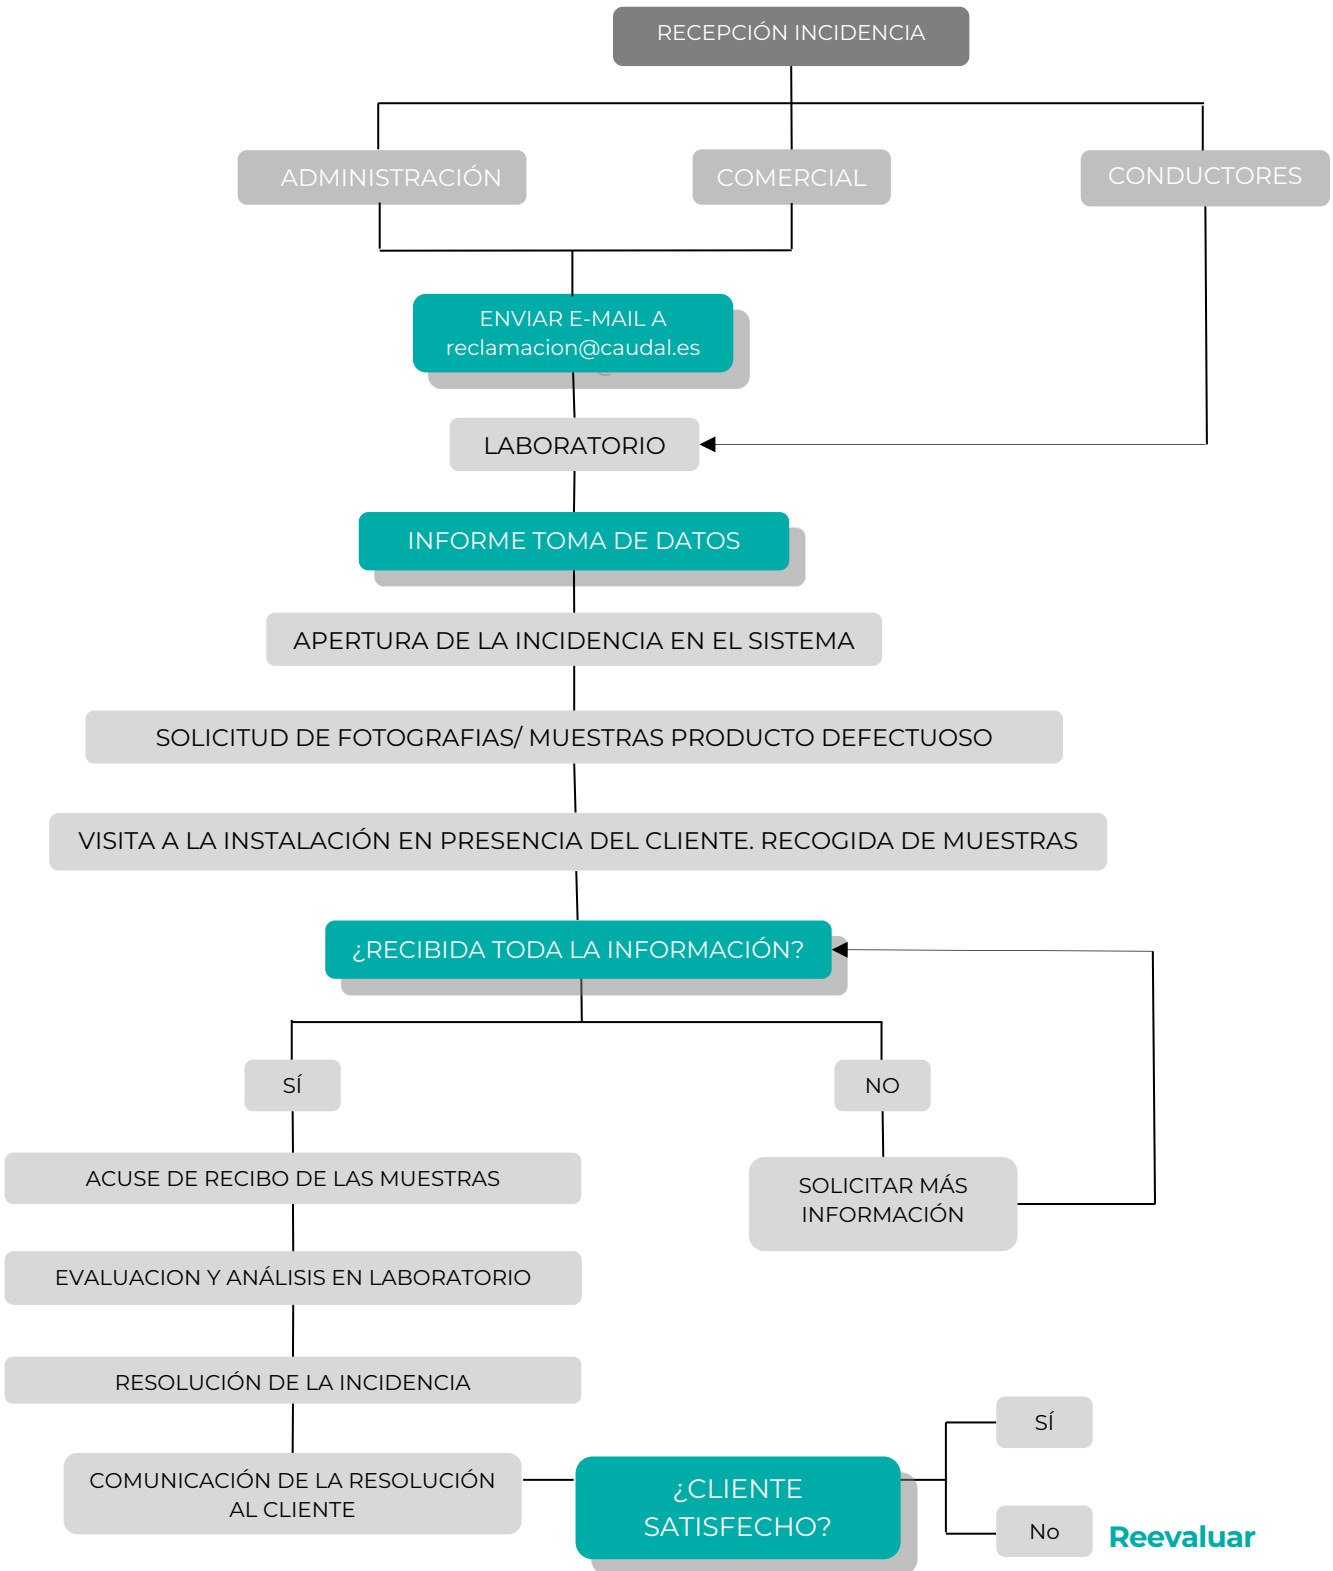 RECEPCIÓN INCIDENCIA
ADMINISTRACIÓN
COMERCIAL
CONDUCTORES
ENVIAR E-MAIL A
reclamacion@caudal.es
LABORATORIO
INFORME TOMA DE DATOS
APERTURA DE LA INCIDENCIA EN EL SISTEMA
SOLICITUD DE FOTOGRAFIAS/ MUESTRAS PRODUCTO DEFECTUOSO
VISITA A LA INSTALACIÓN EN PRESENCIA DEL CLIENTE. RECOGIDA DE MUESTRAS
¿RECIBIDA TODA LA INFORMACIÓN?
SÍ
NO
ACUSE DE RECIBO DE LAS MUESTRAS
SOLICITAR MÁS
INFORMACIÓN
EVALUACION Y ANÁLISIS EN LABORATORIO
RESOLUCIÓN DE LA INCIDENCIA
COMUNICACIÓN DE LA RESOLUCIÓN
AL CLIENTE
¿CLIENTE
SATISFECHO?
SÍ
No
Reevaluar